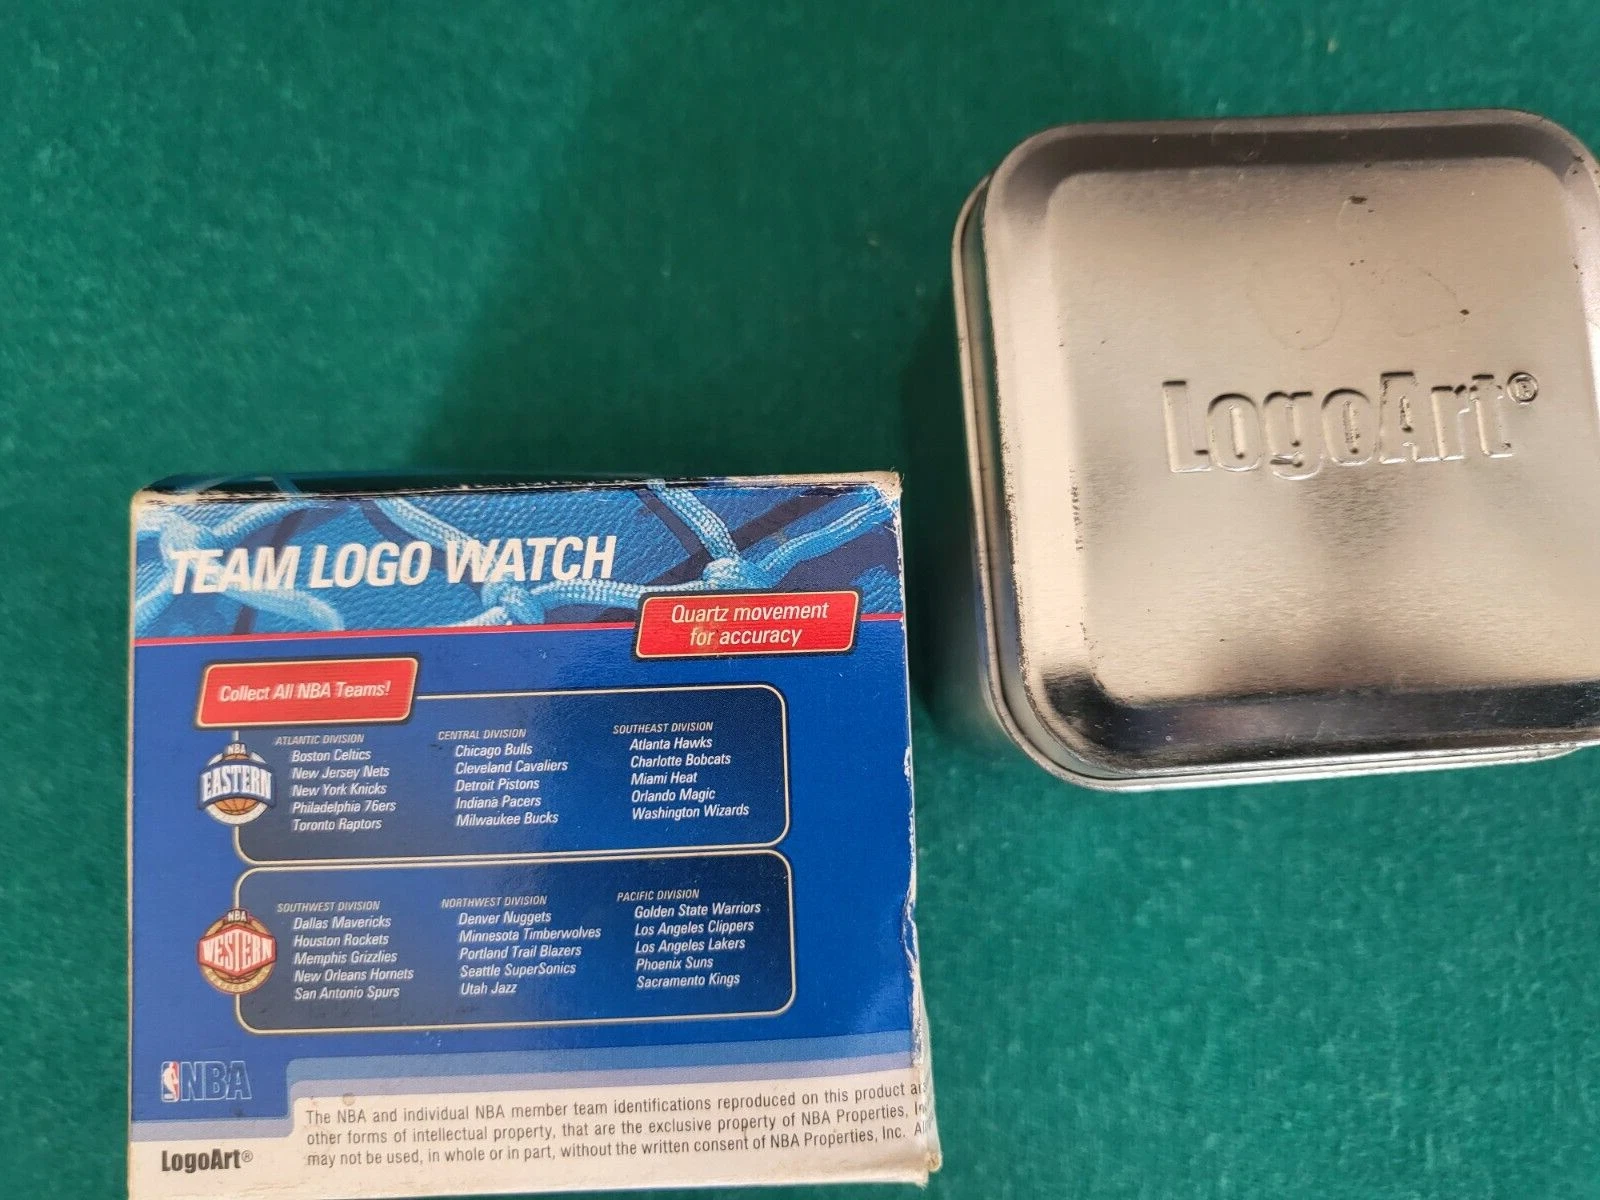 LogoArt®
TEAM LOGO WATCH
Quartz movement
for accuracy
Collect All NBA Teams!
NBA
EASTERN
ATLANTIC DIVISION
Boston Celtics
New Jersey Nets
New York Knicks
Philadelphia 76ers
Toronto Raptors
CENTRAL DIVISION
Chicago Bulls
Cleveland Cavaliers
Detroit Pistons
Indiana Pacers
Milwaukee Bucks
SOUTHEAST DIVISION
Atlanta Hawks
Charlotte Bobcats
Miami Heat
Orlando Magic
Washington Wizards
NBA
WESTERN
SOUTHWEST DIVISION
Dallas Mavericks
Houston Rockets
Memphis Grizzlies
New Orleans Hornets
San Antonio Spurs
NORTHWEST DIVISION
Denver Nuggets
Minnesota Timberwolves
Portland Trail Blazers
Seattle SuperSonics
Utah Jazz
PACIFIC DIVISION
Golden State Warriors
Los Angeles Clippers
Los Angeles Lakers
Phoenix Suns
Sacramento Kings
NBA
LogoArt®
The NBA and individual NBA member team identifications reproduced on this product
other forms of intellectual property, that are the exclusive property of NBA Properties,
may not be used, in whole or in part, without the written consent of NBA Properties, Inc.